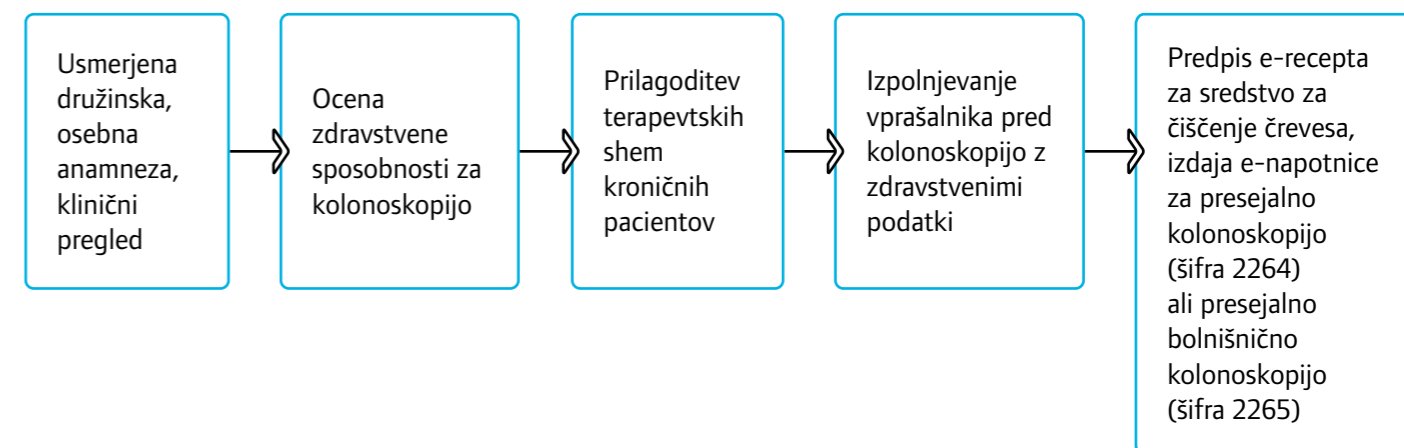 Usmerjena
družinska,
osebna
anamneza,
klinični
pregled
Ocena
zdravstvene
sposobnosti za
kolonoskopijo
Prilagoditev
terapevtskih
shem
kroničnih
pacientov
Izpolnjevanje
vprašalnika pred
kolonoskopijo z
zdravstvenimi
podatki
Predpis e-recepta
za sredstvo za
čiščenje črevesa,
izdaja e-napotnice
za presejalno
kolonoskopijo
(šifra 2264)
ali presejalno
bolnišnično
kolonoskopijo
(šifra 2265)